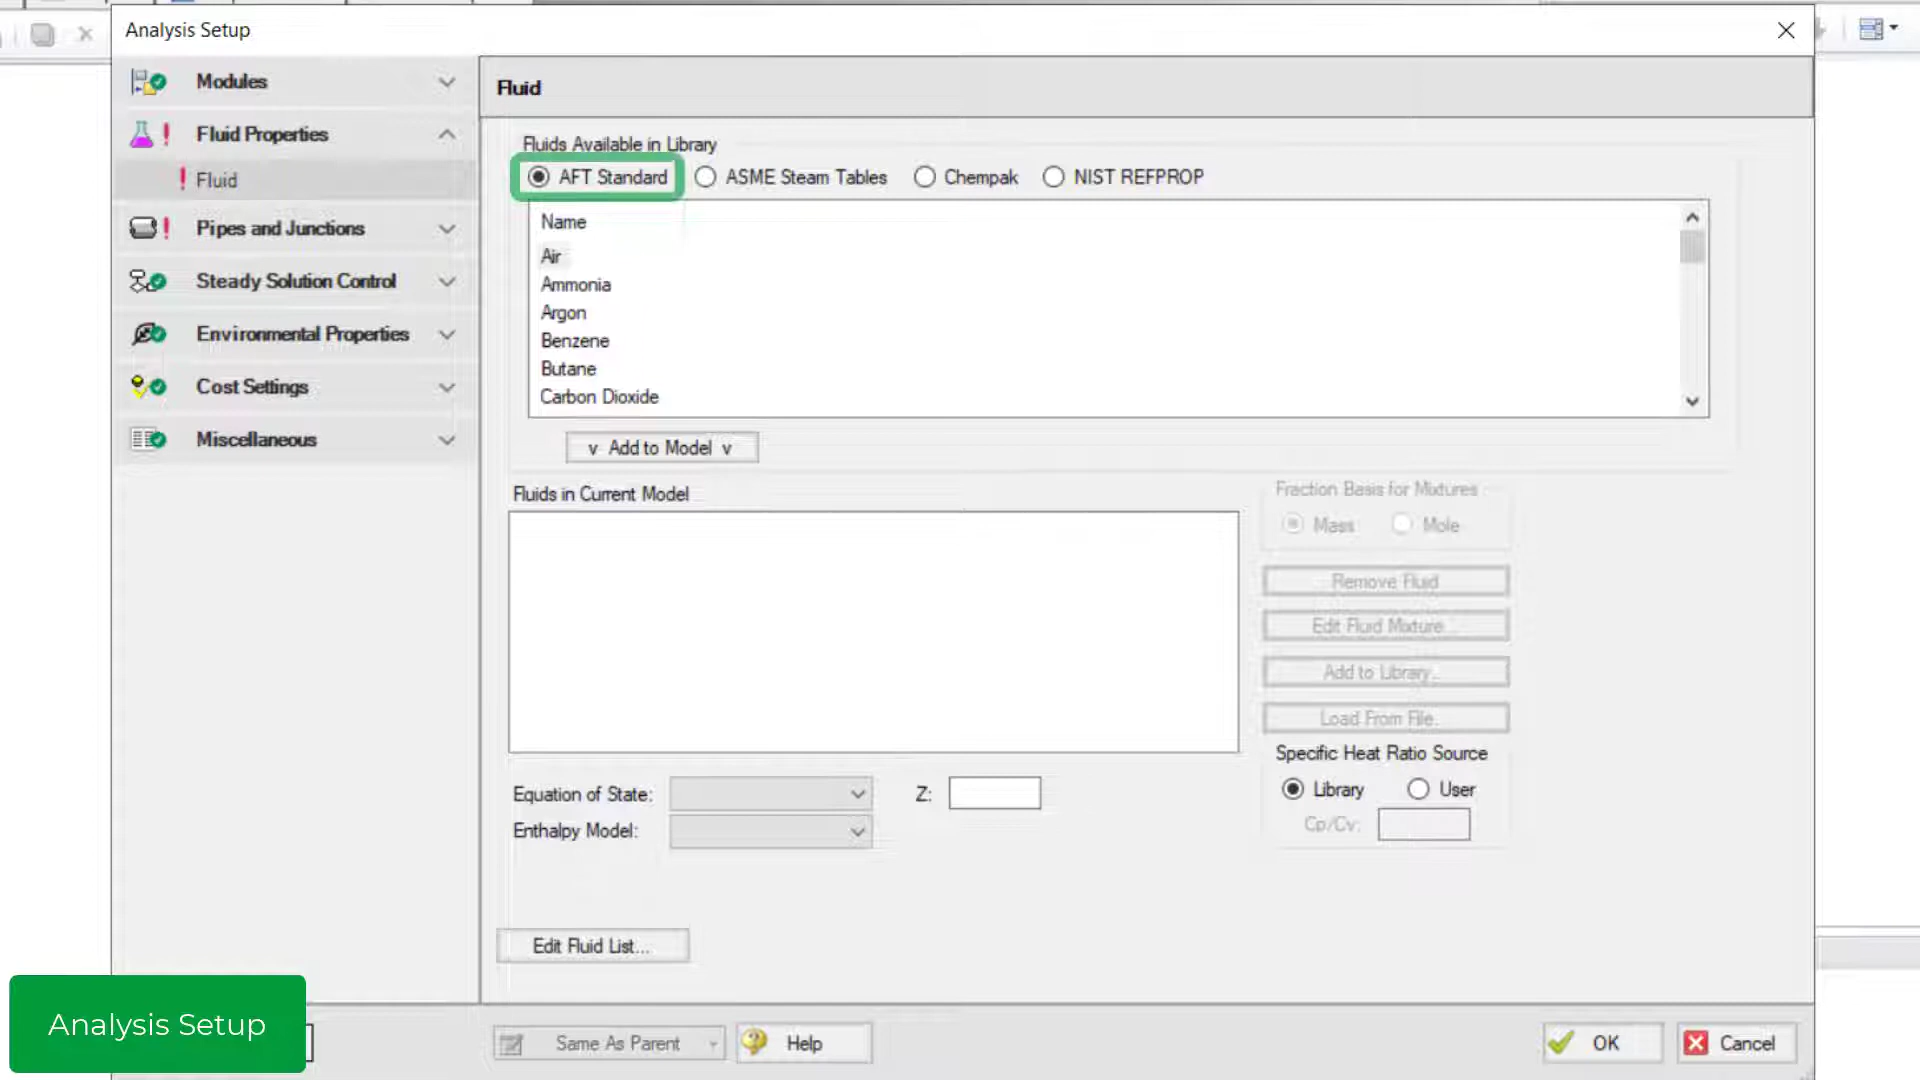 Analysis Setup
Modules
Fluid Properties
Fluid
Pipes and Junctions
Steady Solution Control
Environmental Properties
Cost Settings
Miscellaneous
Fluid
Fluids Available in Library
AFT Standard
ASME Steam Tables
Chempak
NIST REFPROP
Name
Air
Ammonia
Argon
Benzene
Butane
Carbon Dioxide
v Add to Model v
Fluids in Current Model
Fraction Basis for Mixtures
Mass
Mole
Remove Fluid
Edit Fluid Mixture...
Add to Library...
Load From File...
Specific Heat Ratio Source
Library
User
Cp/Cv:
Equation of State:
Z:
Enthalpy Model:
Edit Fluid List...
Analysis Setup
Same As Parent
Help
OK
Cancel